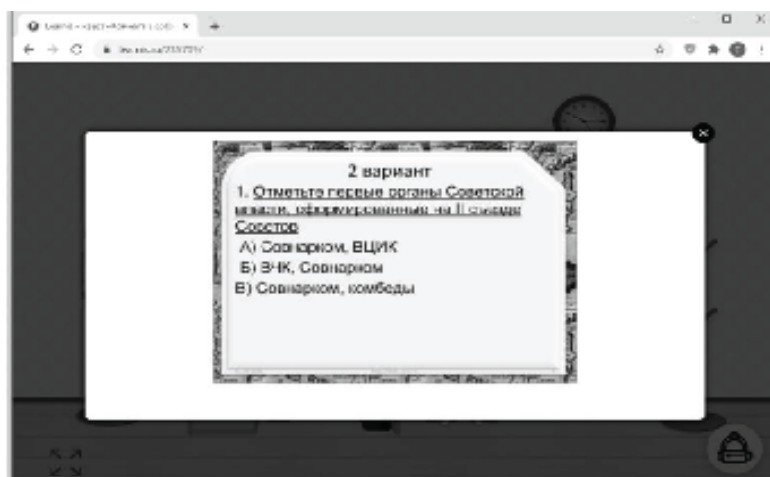 2 вариант
1. Отметьте первые органы Советской
власти, сформированные на II съезде
Советов
А) Совнарком, ВЦИК
Б) ВЧК, Совнарком
В) Совнарком, комбеды